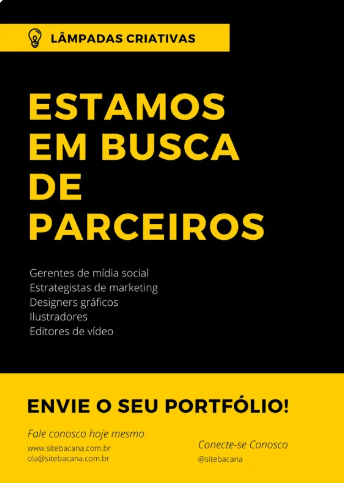 LÂMPADAS CRIATIVAS
ESTAMOS
EM BUSCA
DE
PARCEIROS
Gerentes de mídia social
Estrategistas de marketing
Designers gráficos
Ilustradores
Editores de vídeo
ENVIE O SEU PORTFÓLIO!
Fale conosco hoje mesmo
www.sitebacana.com.br
ola@sitebacana.com.br
Conecte-se Conosco
@sitebacana